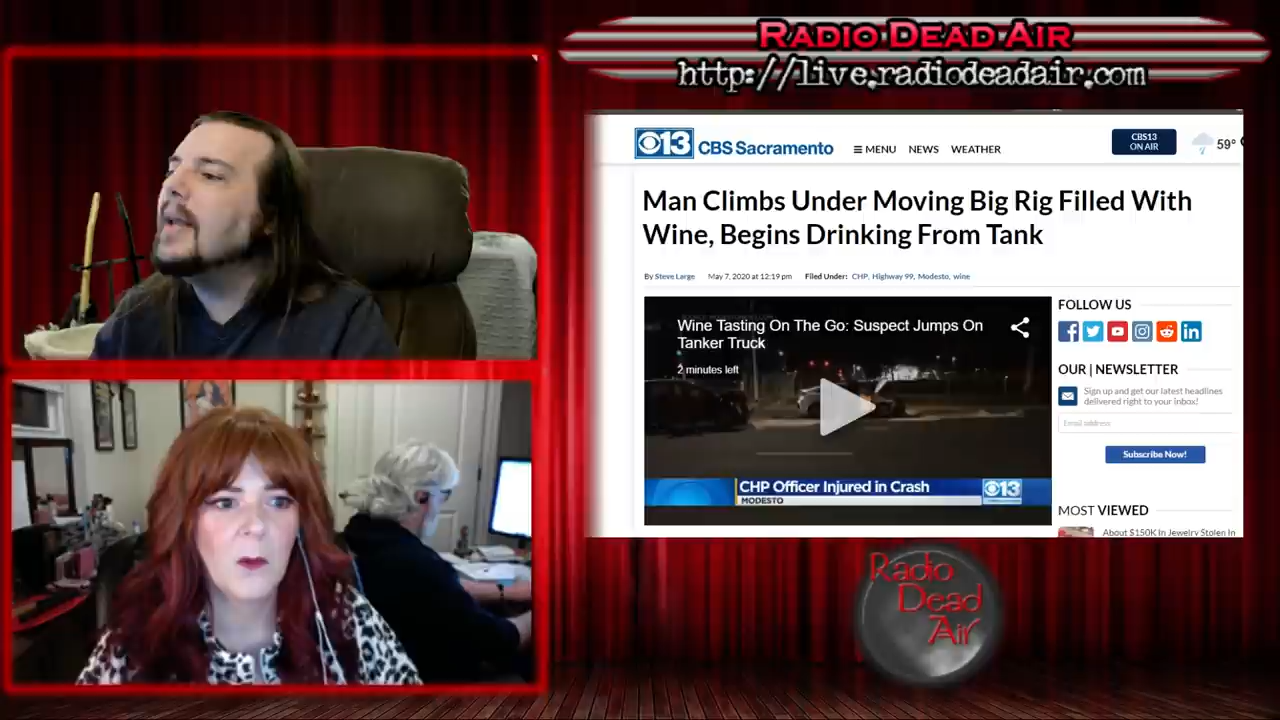 RADIO DEAD AIR
http://live.radiodeadair.com
13 CBS Sacramento
MENU NEWS WEATHER
CBS13
ON AIR
59°
Man Climbs Under Moving Big Rig Filled With
Wine, Begins Drinking From Tank
By Steve Large May 7, 2020 at 12:19 pm Filed Under: CHP, Highway 99, Modesto, wine
Wine Tasting On The Go: Suspect Jumps On
Tanker Truck
2 minutes left
CHP Officer Injured in Crash
13
MODESTO
FOLLOW US
OUR | NEWSLETTER
Sign up and get our latest headlines
delivered right to your inbox!
Email address
Subscribe Now!
MOST VIEWED
About $150K In Jewelry Stolen In
Radio
Dead
Air